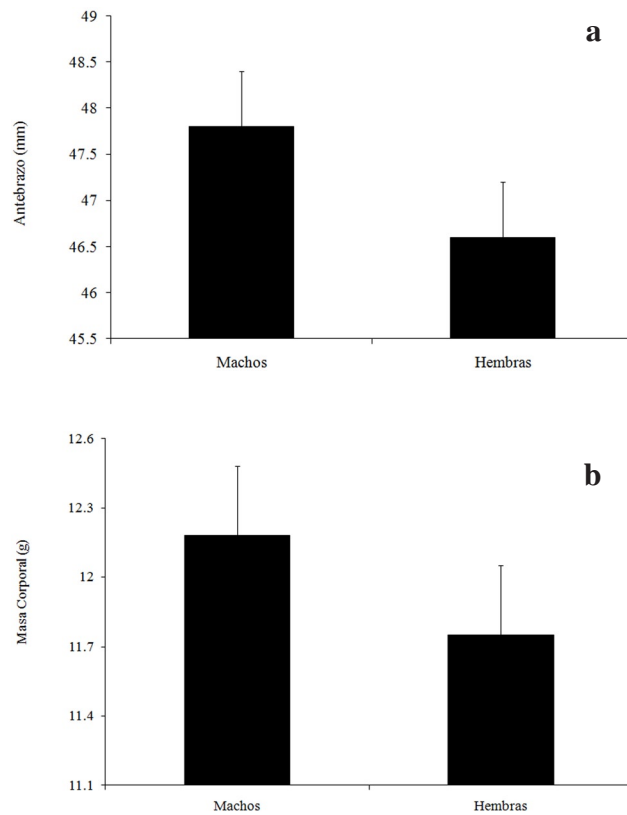 a
49
48.5
48
47.5
47
46.5
46
45.5
Antebrazo (mm)
Machos Hembras
b
12.6
12.3
12
11.7
11.4
11.1
Masa Corporal (g)
Machos Hembras